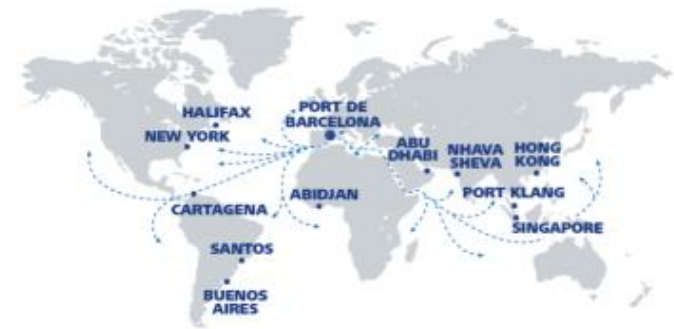 HALIFAX
NEW YORK
PORT DE
BARCELONA
ABU
DHABI
NHAVA
SHEVA
HONG
KONG
PORT KLANG
SINGAPORE
ABIDJAN
CARTAGENA
SANTOS
BUENOS
AIRES